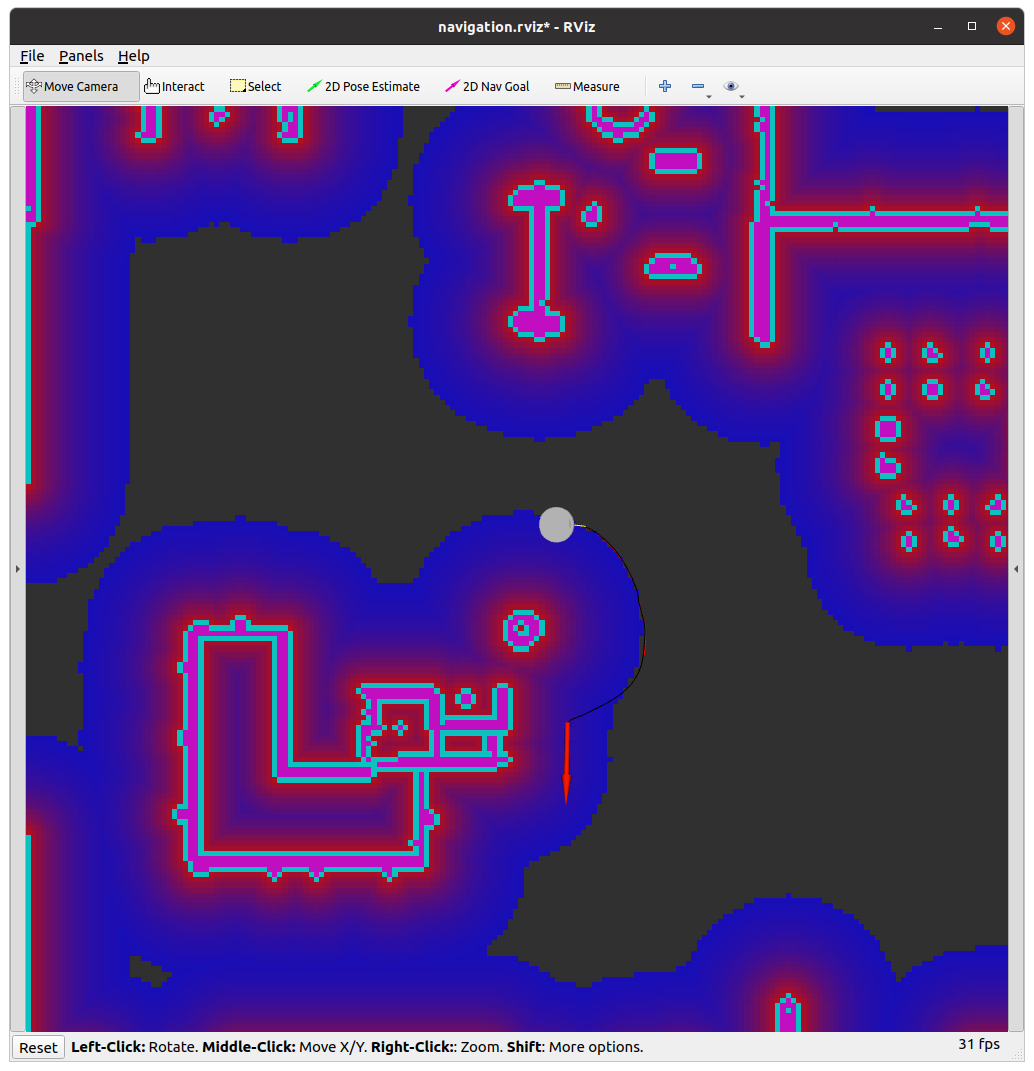 navigation.rviz* - RViz
File Panels Help
Move Camera Interact Select 2D Pose Estimate 2D Nav Goal Measure
Reset Left-Click: Rotate. Middle-Click: Move X/Y. Right-Click:: Zoom. Shift: More options. 31 fps